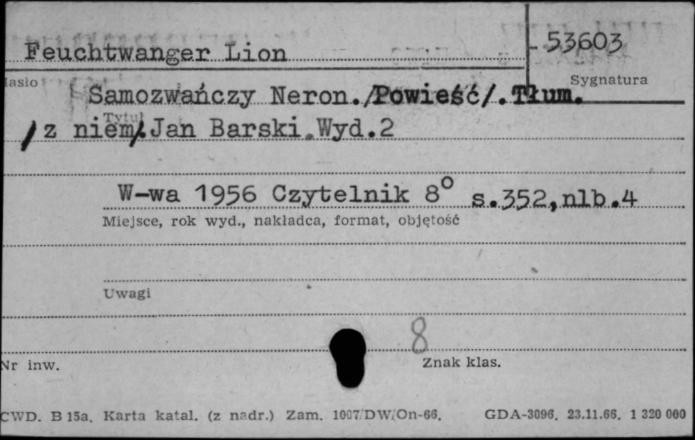 Feuchtwanger Lion
53603
Hasło
Sygnatura
Samozwańczy Neron./Powieść/.Tłum.
Tytuł
/z niem/.Jan Barski.Wyd.2
W-wa 1956 Czytelnik 8° s.352,nlb.4
Miejsce, rok wyd., nakładca, format, objętość
Uwagi
8
Nr inw.
Znak klas.
CWD. B 15a. Karta katal. (z nadr.) Zam. 1007/DW/On-66. GDA-3096. 23.11.66. 1 320 000